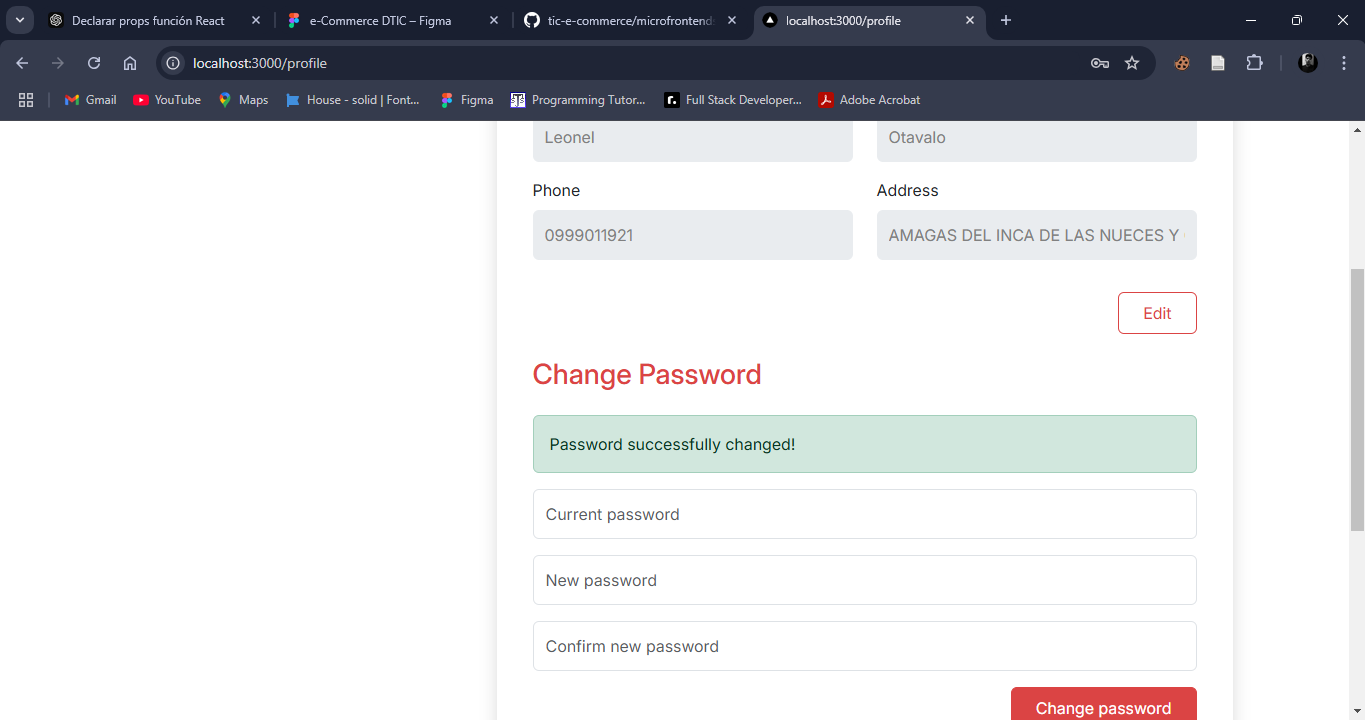 Declarar props función React
e-Commerce DTIC – Figma
tic-e-commerce/microfrontend
localhost:3000/profile
localhost:3000/profile
Gmail
YouTube
Maps
House - solid | Font...
Figma
Programming Tutor...
Full Stack Developer...
Adobe Acrobat
Leonel
Otavalo
Phone
Address
0999011921
AMAGAS DEL INCA DE LAS NUECES Y
Edit
Change Password
Password successfully changed!
Current password
New password
Confirm new password
Change password